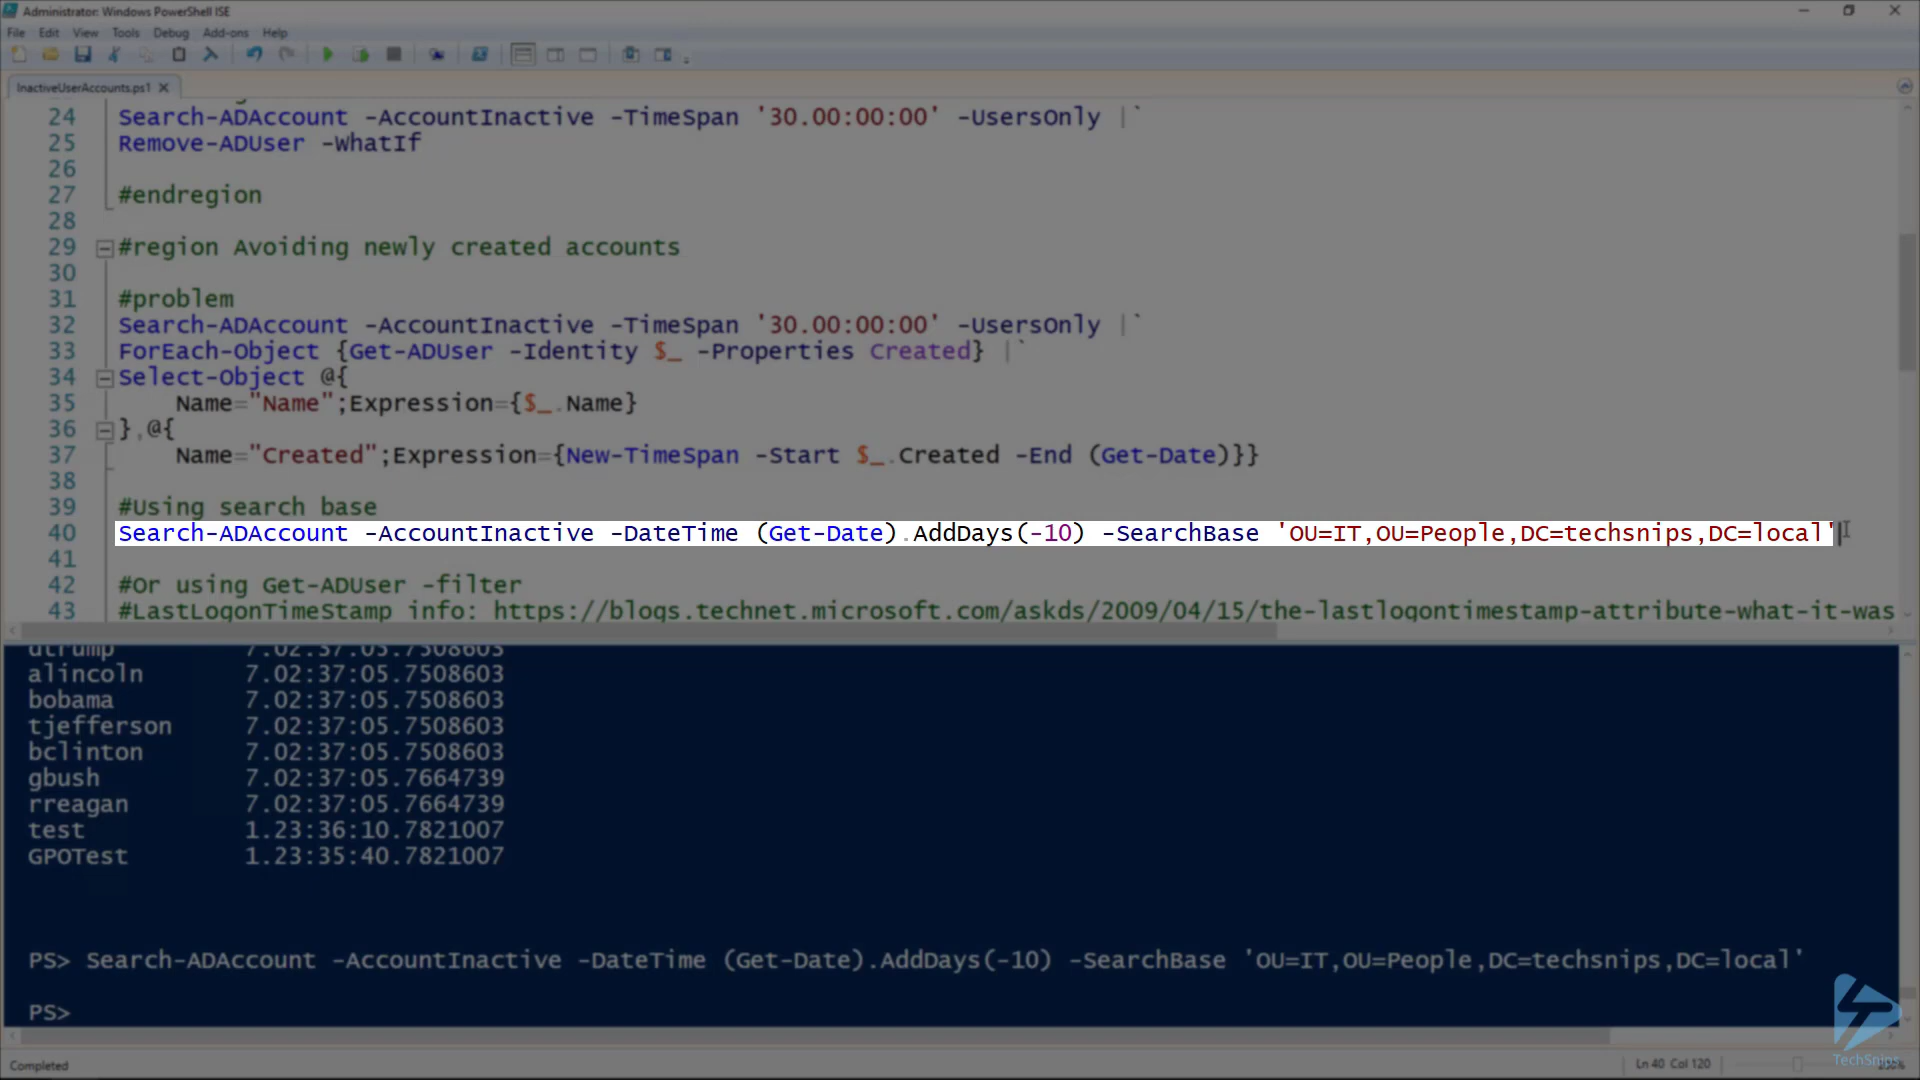 Administrator: Windows PowerShell ISE
File Edit View Tools Debug Add-ons Help
InactiveUserAccounts.ps1
24 Search-ADAccount -AccountInactive -TimeSpan '30.00:00:00' -UsersOnly |`
25 Remove-ADUser -WhatIf
26
27 #endregion
28
29 #region Avoiding newly created accounts
30
31 #problem
32 Search-ADAccount -AccountInactive -TimeSpan '30.00:00:00' -UsersOnly |`
33 ForEach-Object {Get-ADUser -Identity $_ -Properties Created} |`
34 Select-Object @{
35 Name="Name";Expression={$_.Name}
36 },@{
37 Name="Created";Expression={New-TimeSpan -Start $_.Created -End (Get-Date)}}
38
39 #Using search base
40 Search-ADAccount -AccountInactive -DateTime (Get-Date).AddDays(-10) -SearchBase 'OU=IT,OU=People,DC=techsnips,DC=local'
41
42 #Or using Get-ADUser -filter
43 #LastLogonTimeStamp info: https://blogs.technet.microsoft.com/askds/2009/04/15/the-lastlogontimestamp-attribute-what-it-was
dtrump 7.02:37:05.7508603
alincoln 7.02:37:05.7508603
bobama 7.02:37:05.7508603
tjefferson 7.02:37:05.7508603
bclinton 7.02:37:05.7508603
gbush 7.02:37:05.7664739
rreagan 7.02:37:05.7664739
test 1.23:36:10.7821007
GPOTest 1.23:35:40.7821007
PS> Search-ADAccount -AccountInactive -DateTime (Get-Date).AddDays(-10) -SearchBase 'OU=IT,OU=People,DC=techsnips,DC=local'
PS>
Completed
Ln 40 Col 120
TechSnips